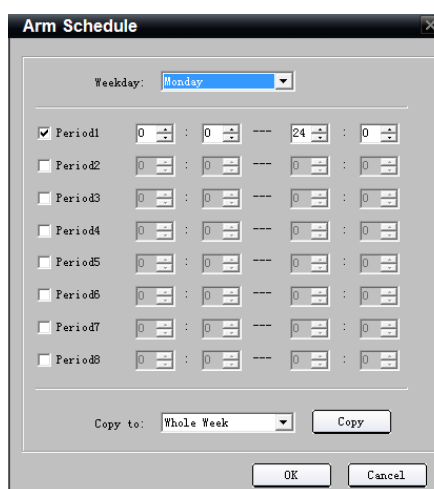 Arm Schedule
Weekday: Monday
Period1 0 : 0 --- 24 : 0
Period2 0 : 0 --- 0 : 0
Period3 0 : 0 --- 0 : 0
Period4 0 : 0 --- 0 : 0
Period5 0 : 0 --- 0 : 0
Period6 0 : 0 --- 0 : 0
Period7 0 : 0 --- 0 : 0
Period8 0 : 0 --- 0 : 0
Copy to: Whole Week Copy
OK Cancel